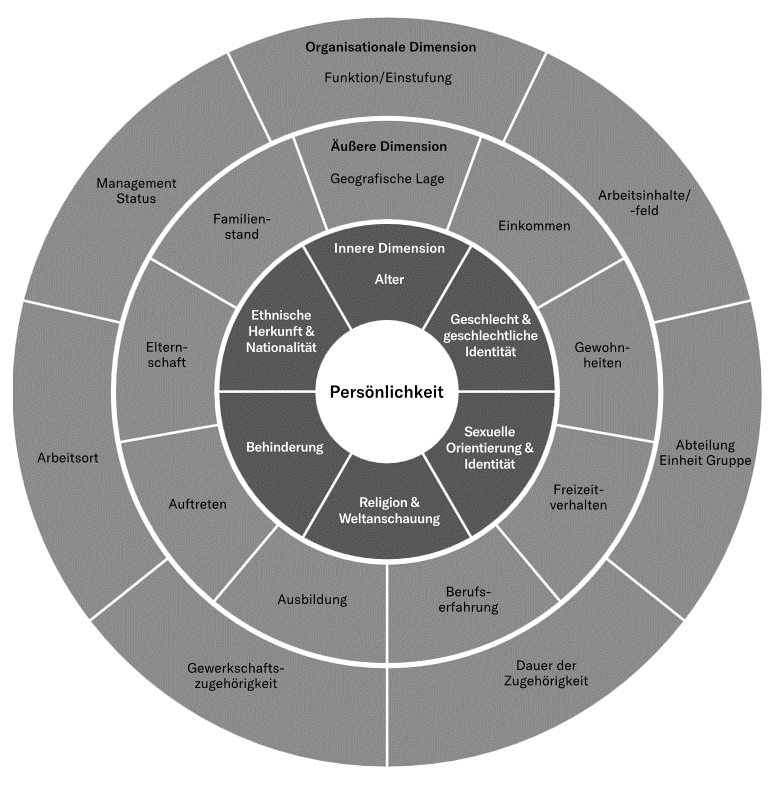 Organisationale Dimension
Funktion/Einstufung
Arbeitsinhalte/
-feld
Abteilung
Einheit Gruppe
Dauer der
Zugehörigkeit
Gewerkschafts-
zugehörigkeit
Arbeitsort
Management
Status
Äußere Dimension
Geografische Lage
Einkommen
Gewohn-
heiten
Freizeit-
verhalten
Berufs-
erfahrung
Ausbildung
Auftreten
Eltern-
schaft
Familien-
stand
Innere Dimension
Alter
Geschlecht &
geschlechtliche
Identität
Sexuelle
Orientierung &
Identität
Religion &
Weltanschauung
Behinderung
Ethnische
Herkunft &
Nationalität
Persönlichkeit